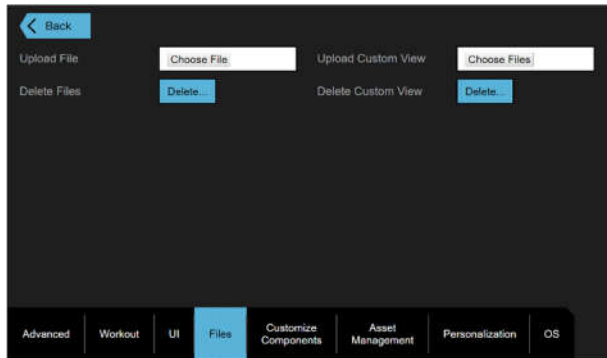 Back
Upload File Choose File Upload Custom View Choose Files
Delete Files Delete... Delete Custom View Delete...
Advanced Workout UI Files Customize Components Asset Management Personalization OS